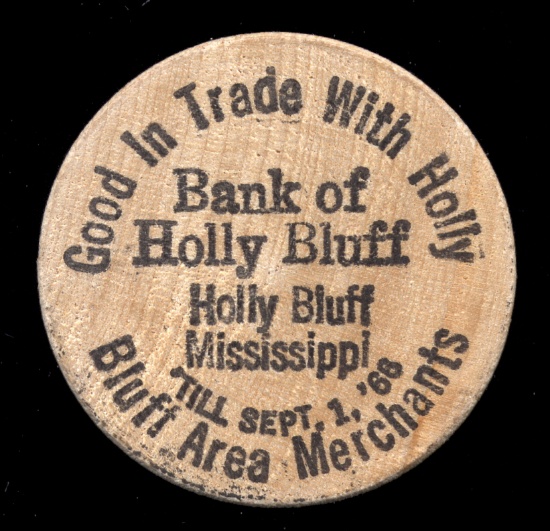 Good In Trade With Holly
Bank of
Holly Bluff
Holly Bluff
Mississippi
'TILL SEPT. 1, '66
Bluff Area Merchants